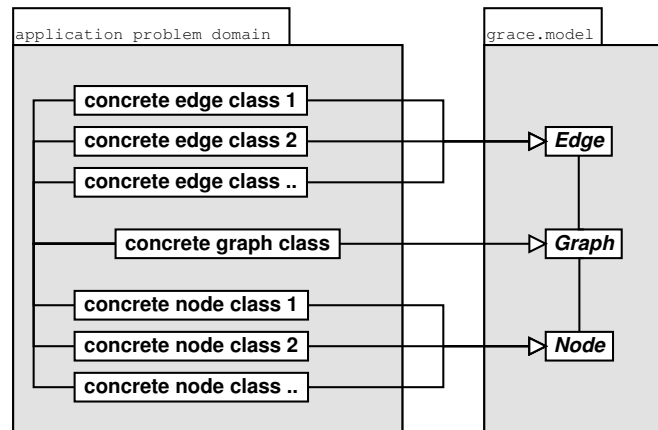 application problem domain
grace.model
concrete edge class 1
concrete edge class 2
Edge
concrete edge class ..
concrete graph class
Graph
concrete node class 1
concrete node class 2
Node
concrete node class ..